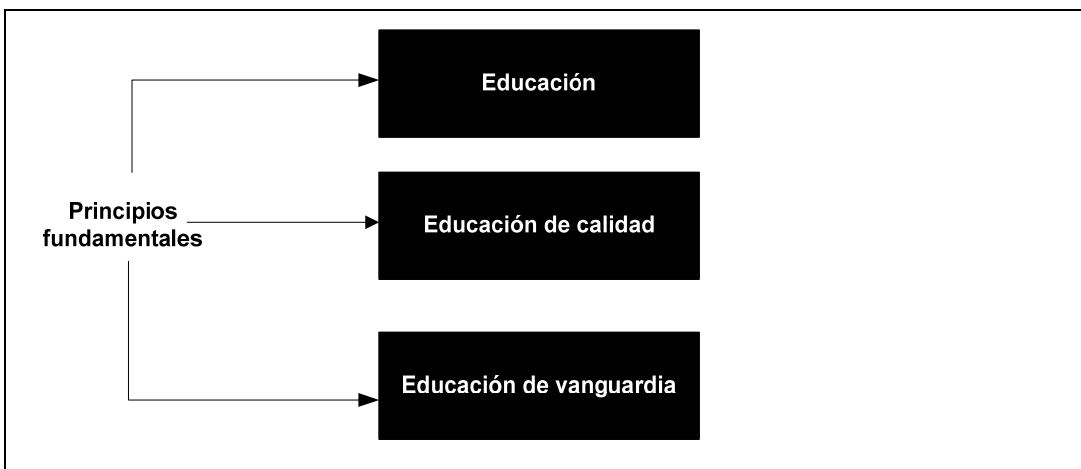 Educación
Principios
fundamentales
Educación de calidad
Educación de vanguardia